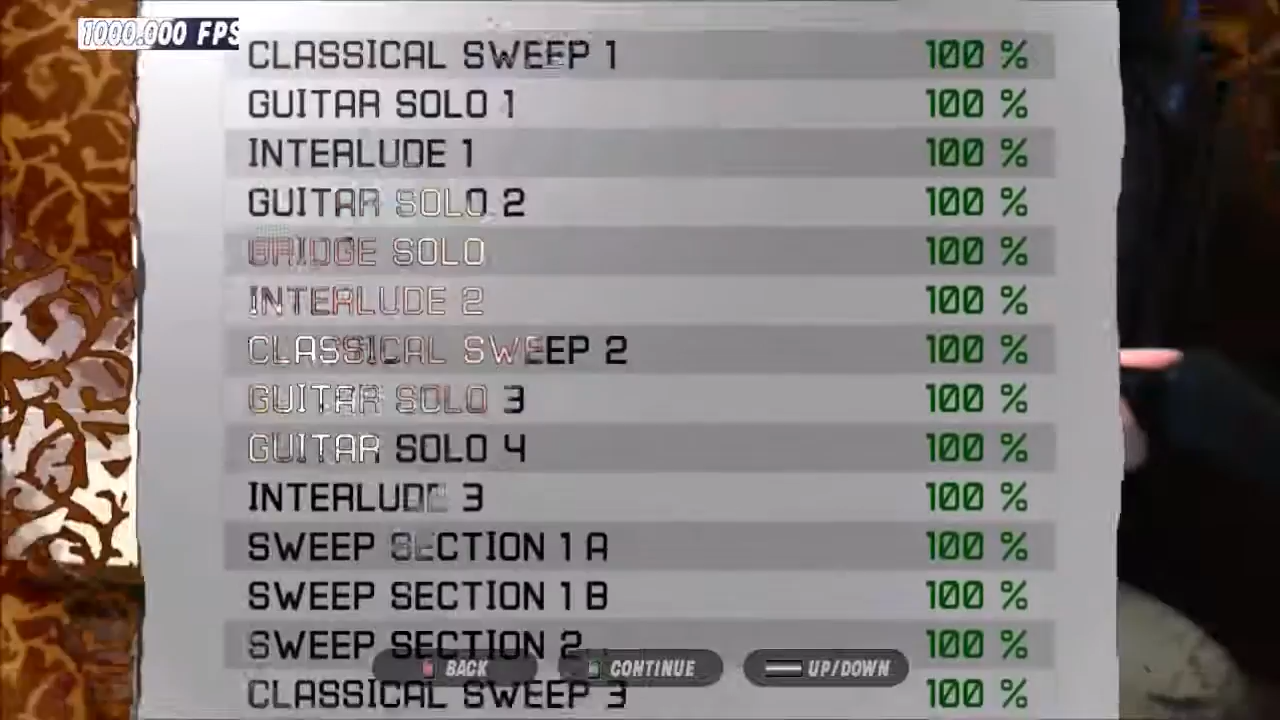 1000.000 FPS
CLASSICAL SWEEP 1 100 %
GUITAR SOLO 1 100 %
INTERLUDE 1 100 %
GUITAR SOLO 2 100 %
BRIDGE SOLO 100 %
INTERLUDE 2 100 %
CLASSICAL SWEEP 2 100 %
GUITAR SOLO 3 100 %
GUITAR SOLO 4 100 %
INTERLUDE 3 100 %
SWEEP SECTION 1 A 100 %
SWEEP SECTION 1 B 100 %
SWEEP SECTION 2 100 %
BACK CONTINUE UP/DOWN
CLASSICAL SWEEP 3 100 %